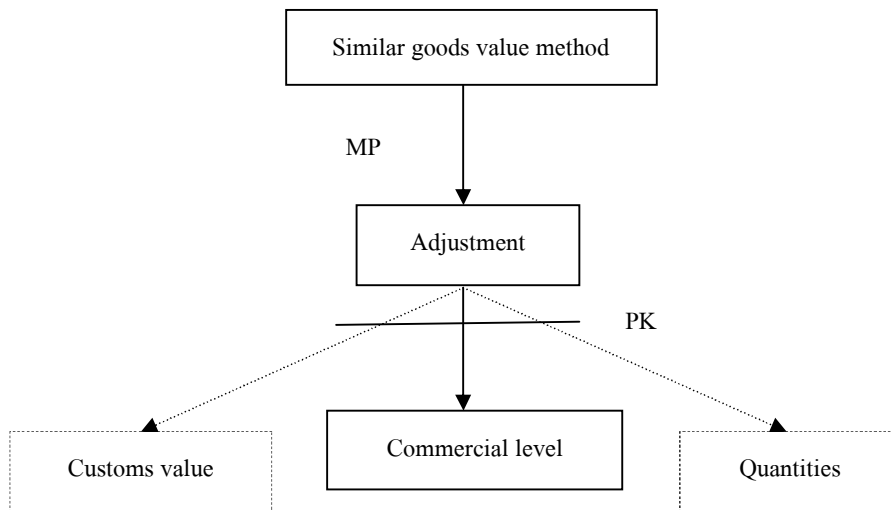 Similar goods value method
MP
Adjustment
PK
Customs value
Commercial level
Quantities